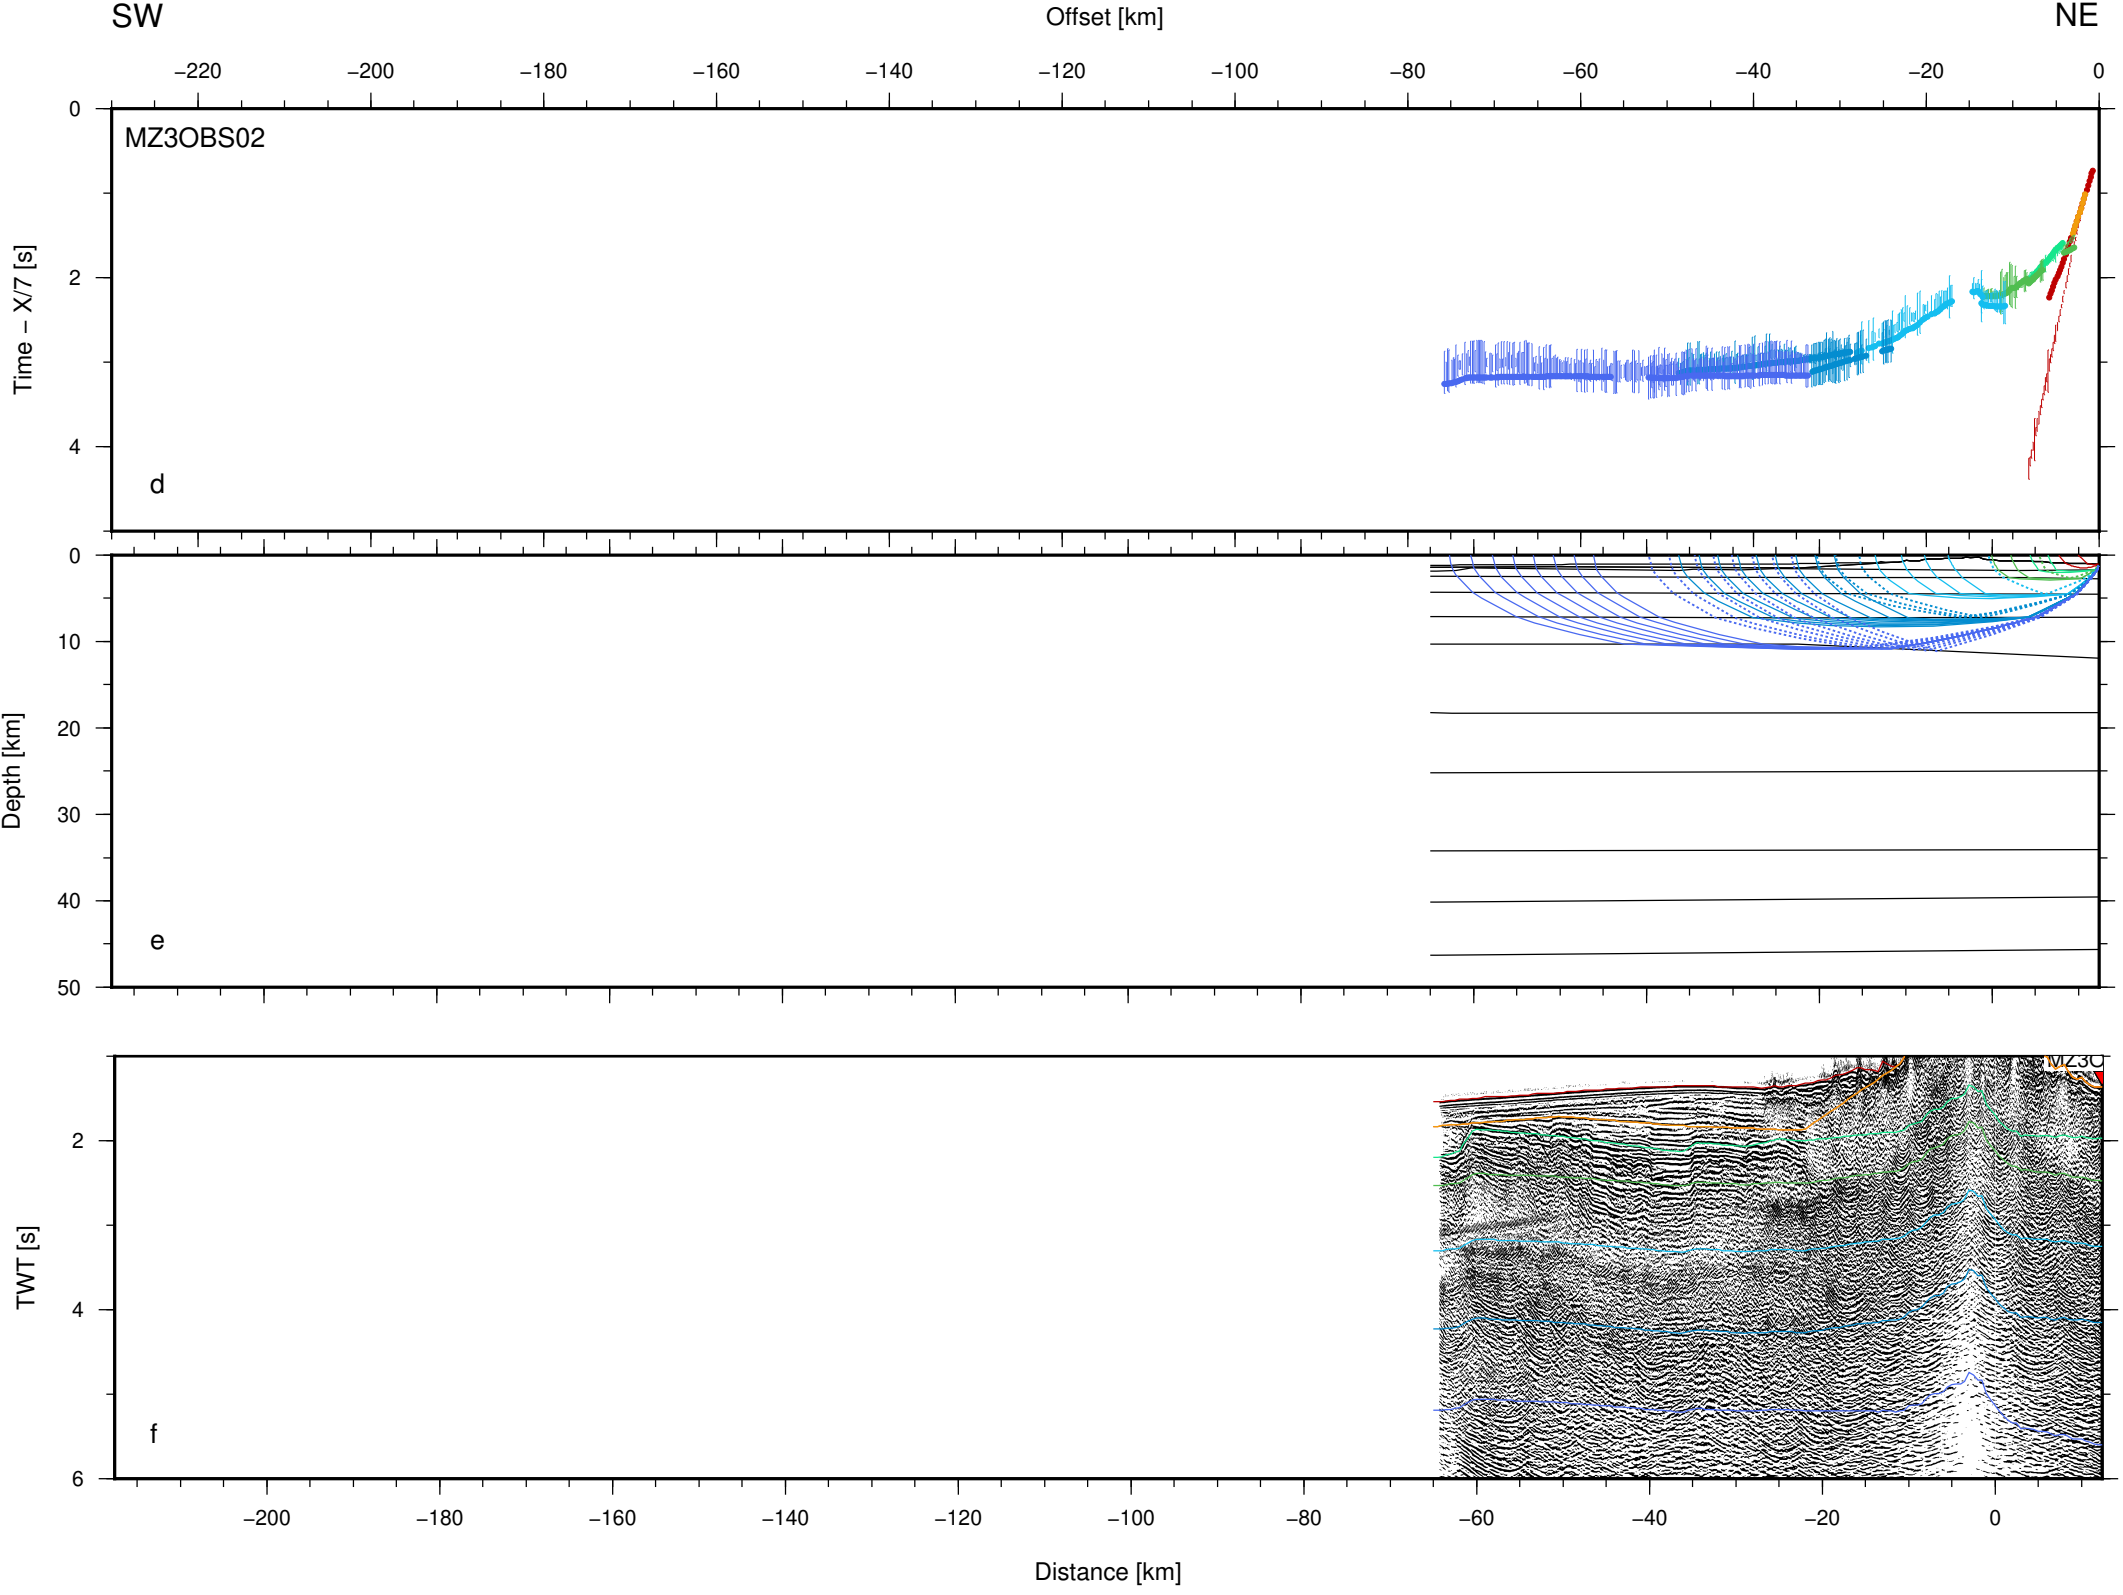 SW Offset [km] NE
−220 −200 −180 −160 −140 −120 −100 −80 −60 −40 −20 0
0
MZ3OBS02
2
Time − X/7 [s]
4
d
0
10
20
Depth [km]
30
40
e
50
MZ3O
2
TWT [s]
4
f
6
−200 −180 −160 −140 −120 −100 −80 −60 −40 −20 0
Distance [km]